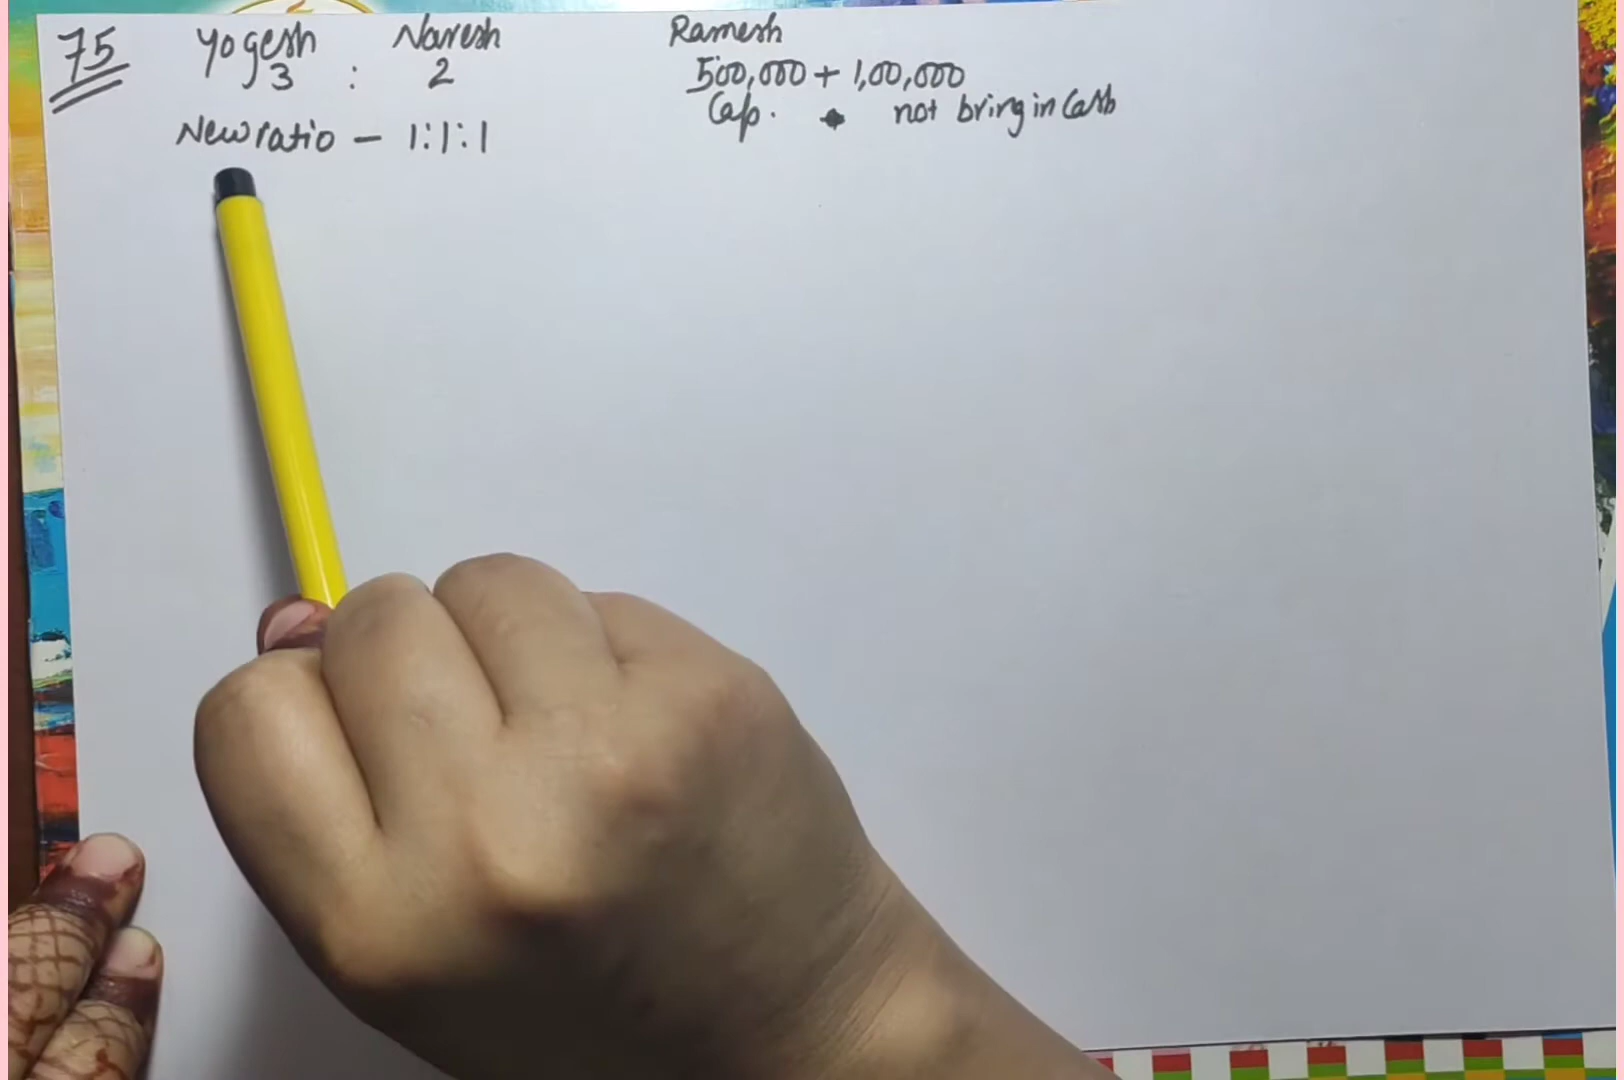 75 Yogesh Naresh Ramesh
3 : 2 500,000 + 1,00,000
Cap. not bring in Cash
New ratio – 1:1:1